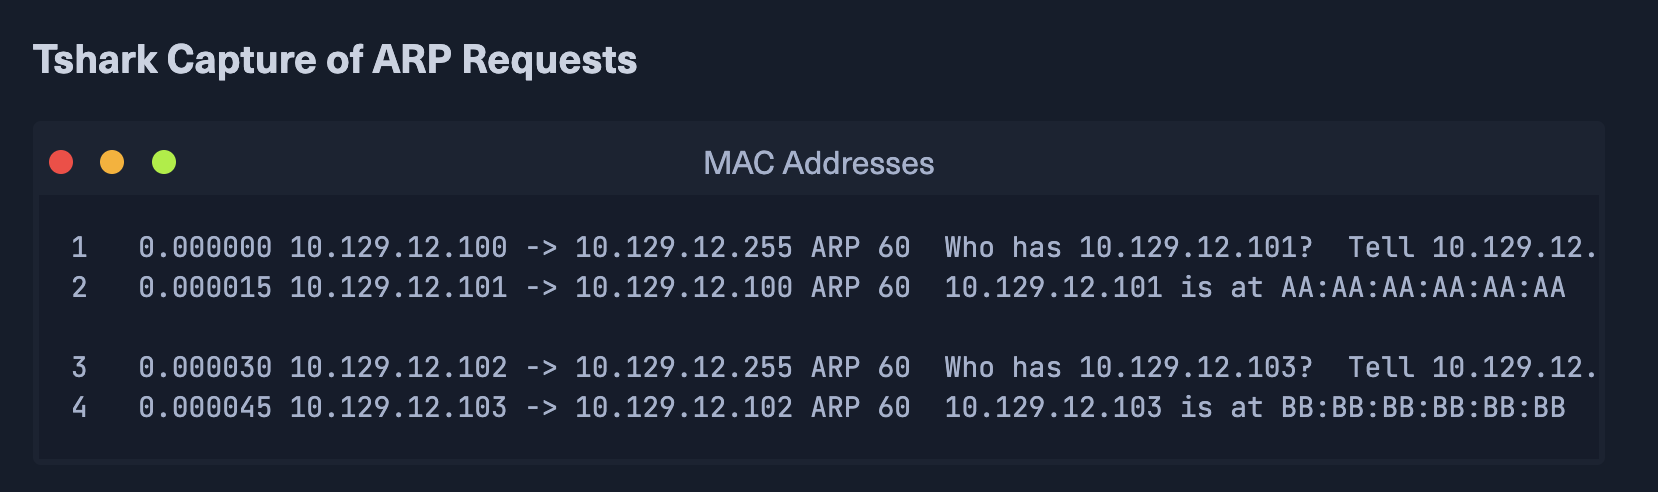 Tshark Capture of ARP Requests
MAC Addresses
1   0.000000 10.129.12.100 -> 10.129.12.255 ARP 60  Who has 10.129.12.101?  Tell 10.129.12.
2   0.000015 10.129.12.101 -> 10.129.12.100 ARP 60  10.129.12.101 is at AA:AA:AA:AA:AA:AA
3   0.000030 10.129.12.102 -> 10.129.12.255 ARP 60  Who has 10.129.12.103?  Tell 10.129.12.
4   0.000045 10.129.12.103 -> 10.129.12.102 ARP 60  10.129.12.103 is at BB:BB:BB:BB:BB:BB